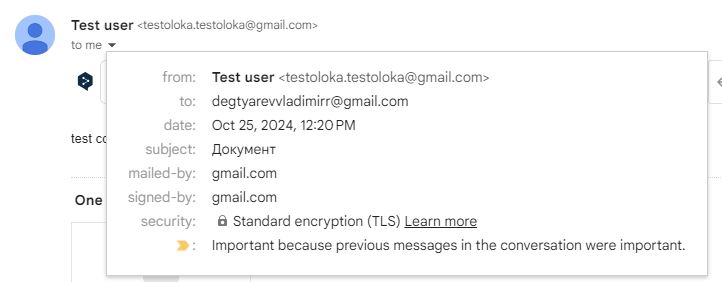 Test user <testoloka.testoloka@gmail.com>
to me
from: Test user <testoloka.testoloka@gmail.com>
to: degtyarevvladimirr@gmail.com
date: Oct 25, 2024, 12:20 PM
subject: Документ
test
mailed-by: gmail.com
signed-by: gmail.com
One
security: Standard encryption (TLS) Learn more
: Important because previous messages in the conversation were important.